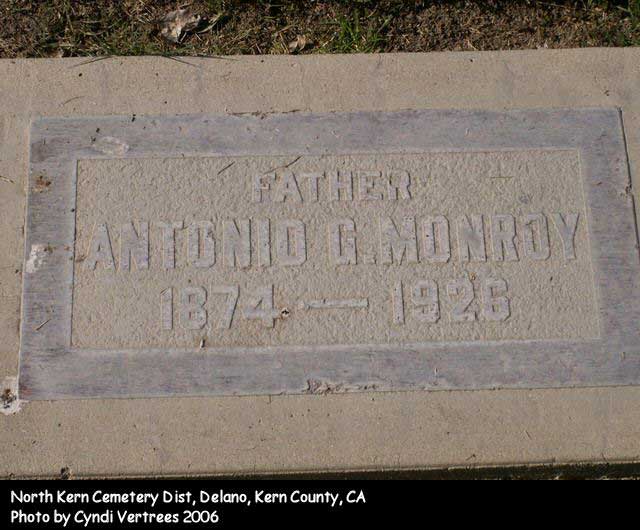 FATHER
ANTONIO G. MONROY
1874 — 1926
North Kern Cemetery Dist, Delano, Kern County, CA
Photo by Cyndi Vertrees 2006